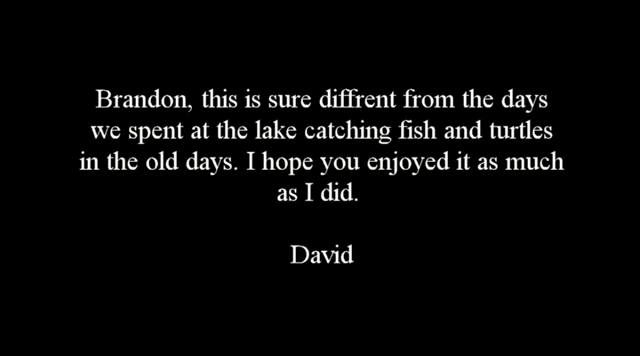 Brandon, this is sure diffrent from the days
we spent at the lake catching fish and turtles
in the old days. I hope you enjoyed it as much
as I did.
David